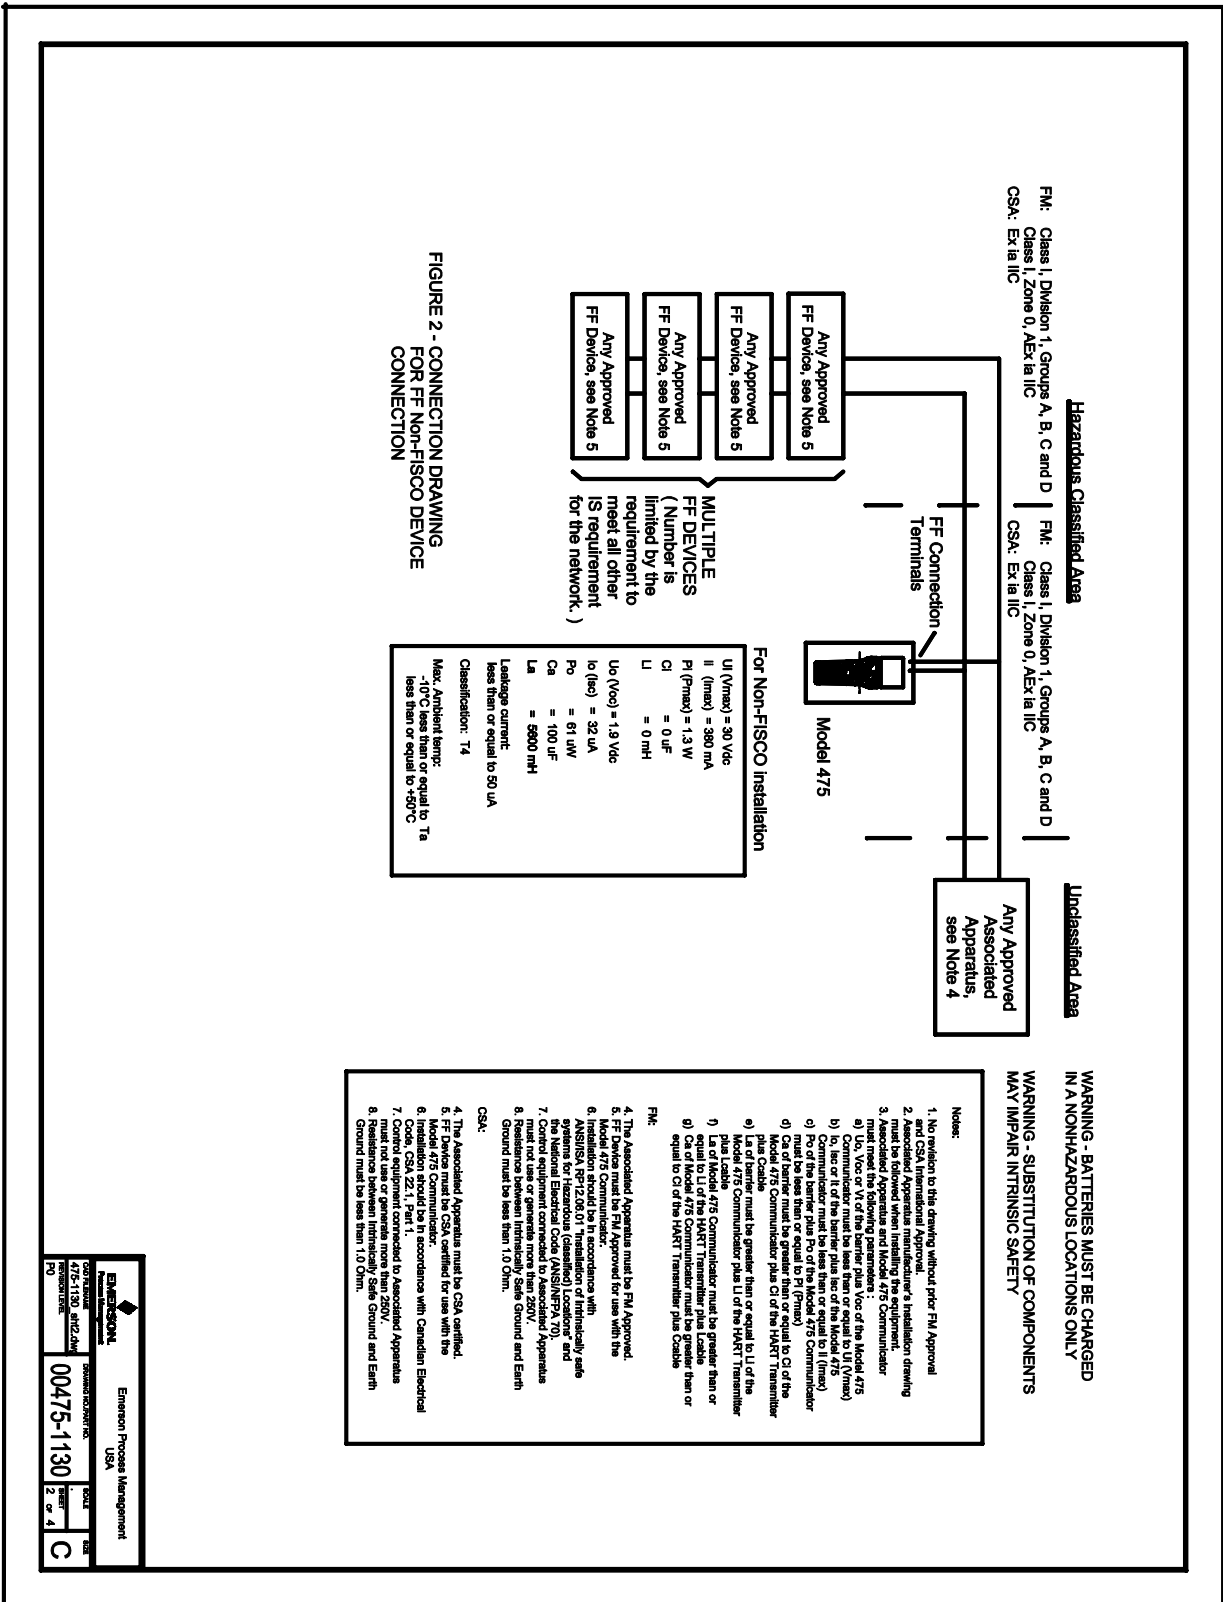 Hazardous Classified Area
FM: Class I, Division 1, Groups A, B, C and D
Class I, Zone 0, AEx ia IIC
CSA: Ex ia IIC
FM: Class I, Division 1, Groups A, B, C and D
Class I, Zone 0, AEx ia IIC
CSA: Ex ia IIC
Unclassified Area
WARNING - BATTERIES MUST BE CHARGED
IN A NONHAZARDOUS LOCATIONS ONLY
WARNING - SUBSTITUTION OF COMPONENTS
MAY IMPAIR INTRINSIC SAFETY
Any Approved
Associated
Apparatus,
see Note 4
FF Connection
Terminals
Model 475
Any Approved
FF Device, see Note 5
Any Approved
FF Device, see Note 5
Any Approved
FF Device, see Note 5
Any Approved
FF Device, see Note 5
MULTIPLE
FF DEVICES
( Number is
limited by the
requirement to
meet all other
IS requirement
for the network. )
For Non-FISCO installation
Ui (Vmax) = 30 Vdc
Ii (Imax) = 380 mA
Pi (Pmax) = 1.3 W
Ci = 0 uF
Li = 0 mH
Uo (Voc) = 1.9 Vdc
Io (Isc) = 32 uA
Po = 61 uW
Ca = 100 uF
La = 5600 mH
Leakage current:
less than or equal to 50 uA
Classification: T4
Max. Ambient temp:
-10°C less than or equal to Ta
less than or equal to +50°C
FIGURE 2 - CONNECTION DRAWING
FOR FF Non-FISCO DEVICE
CONNECTION
Notes:
1. No revision to this drawing without prior FM Approval
and CSA International Approval.
2. Associated Apparatus manufacturer's installation drawing
must be followed when installing the equipment.
3. Associated Apparatus and Model 475 Communicator
must meet the following parameters :
a) Uo, Voc or Vt of the barrier plus Voc of the Model 475
Communicator must be less than or equal to Ui (Vmax)
b) Io, Isc or It of the barrier plus Isc of the Model 475
Communicator must be less than or equal to Ii (Imax)
c) Po of the barrier plus Po of the Model 475 Communicator
must be less than or equal to Pi (Pmax)
d) Ca of barrier must be greater than or equal to Ci of the
Model 475 Communicator plus Ci of the HART Transmitter
plus Ccable
e) La of barrier must be greater than or equal to Li of the
Model 475 Communicator plus Li of the HART Transmitter
plus Lcable
f) La of Model 475 Communicator must be greater than or
equal to Li of the HART Transmitter plus Lcable
g) Ca of Model 475 Communicator must be greater than or
equal to Ci of the HART Transmitter plus Ccable
FM:
4. The Associated Apparatus must be FM Approved.
5. FF Device must be FM Approved for use with the
Model 475 Communicator.
6. Installation should be in accordance with
ANSI/ISA RP12.06.01 "Installation of Intrinsically safe
systems for Hazardous (classified) Locations" and
the National Electrical Code (ANSI/NFPA 70).
7. Control equipment connected to Associated Apparatus
must not use or generate more than 250V.
8. Resistance between Intrinsically Safe Ground and Earth
Ground must be less than 1.0 Ohm.
CSA:
4. The Associated Apparatus must be CSA certified.
5. FF Device must be CSA certified for use with the
Model 475 Communicator.
6. Installation should be in accordance with Canadian Electrical
Code, CSA 22.1, Part 1.
7. Control equipment connected to Associated Apparatus
must not use or generate more than 250V.
8. Resistance between Intrinsically Safe Ground and Earth
Ground must be less than 1.0 Ohm.
EMERSON.
Process Management
Emerson Process Management
USA
CAD FILENAME
475-1130_sht2.dwg
REVISION LEVEL
P0
DRAWING NO./PART NO.
00475-1130
SCALE
SHEET
2 OF 4
SIZE
C